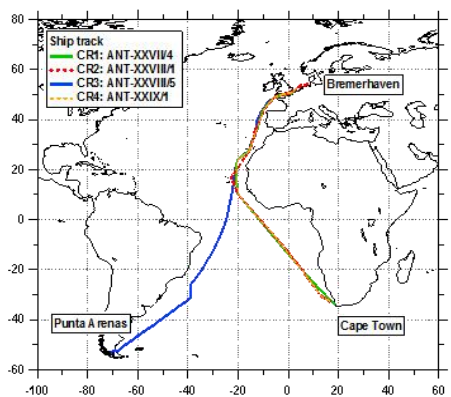 80
60
40
20
0
-20
-40
-60
Ship track
CR1: ANT-XXVII/4
CR2: ANT-XXVIII/1
CR3: ANT-XXVIII/5
CR4: ANT-XXIX/1
Bremerhaven
Punta Arenas
Cape Town
-100 -80 -60 -40 -20 0 20 40 60